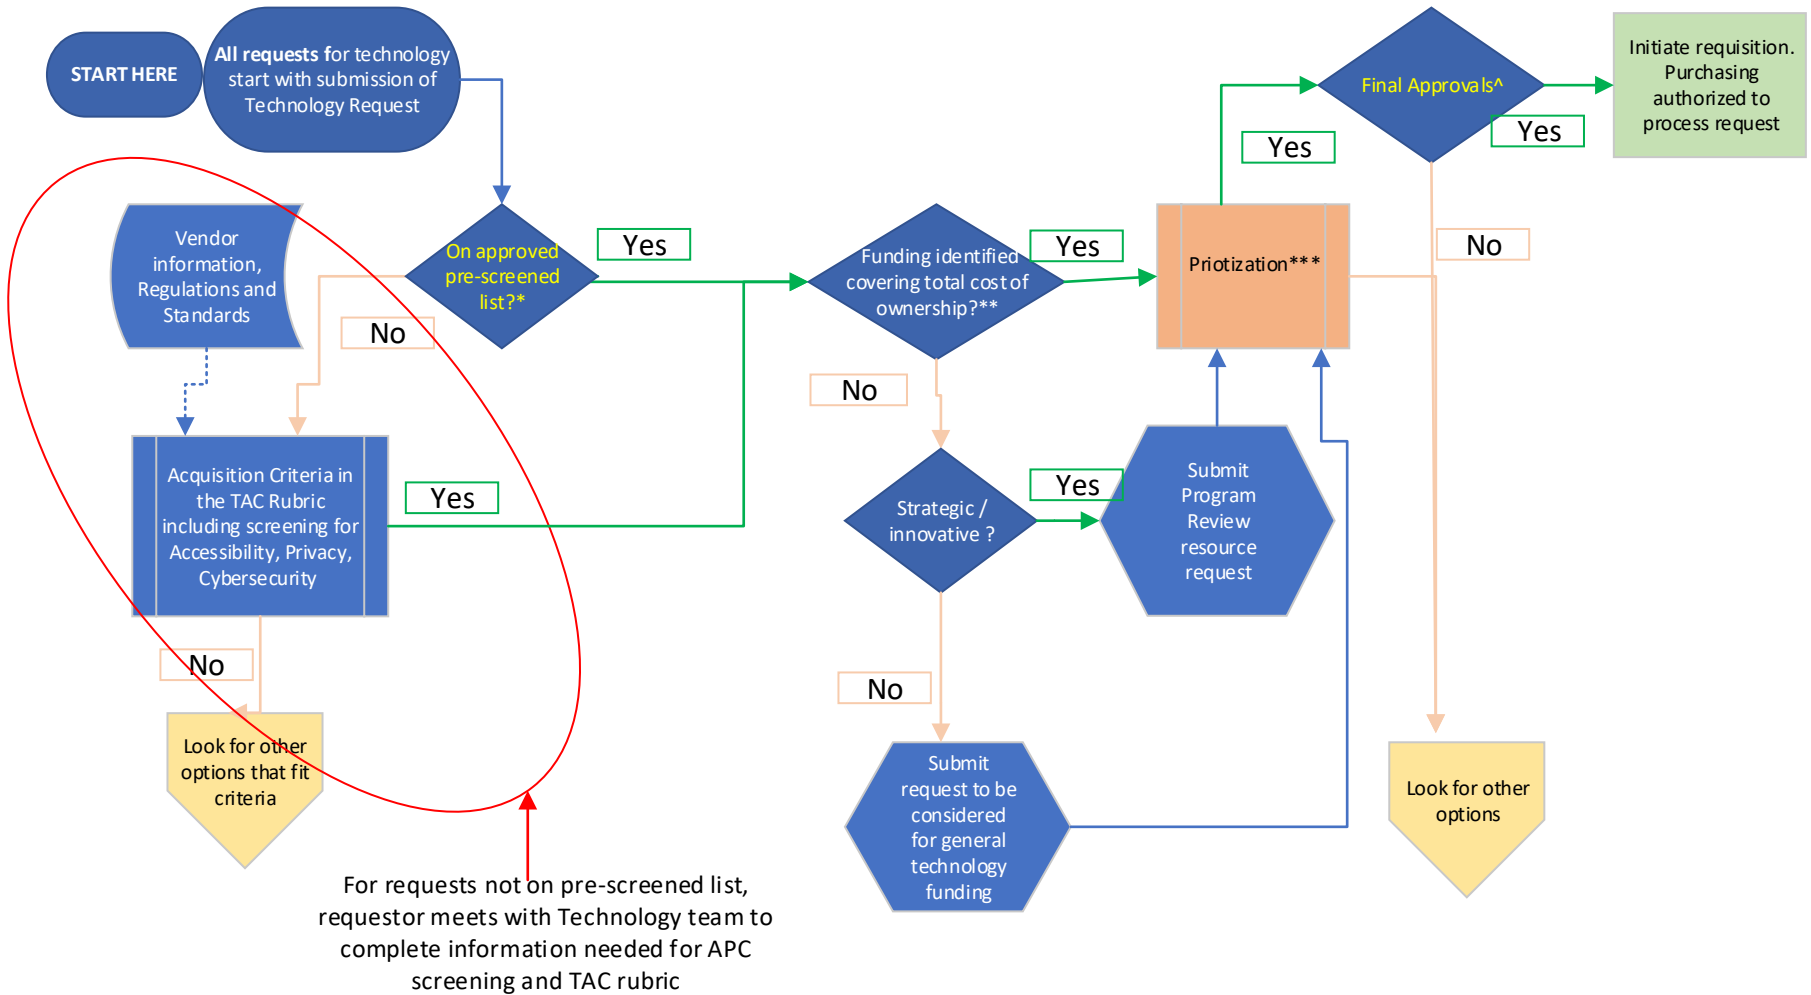 START HERE
All requests for technology
start with submission of
Technology Request
Final Approvals^
Initiate requisition.
Purchasing
authorized to
process request
Yes
Yes
Vendor
information,
Regulations and
Standards
On approved
pre-screened
list?*
Yes
No
Funding identified
covering total cost of
ownership?**
Yes
Priotization***
No
No
Acquisition Criteria in
the TAC Rubric
including screening for
Accessibility, Privacy,
Cybersecurity
Yes
Strategic /
innovative ?
Yes
Submit
Program
Review
resource
request
No
No
Look for other
options that fit
criteria
Submit
request to be
considered
for general
technology
funding
Look for other
options
For requests not on pre-screened list,
requestor meets with Technology team to
complete information needed for APC
screening and TAC rubric